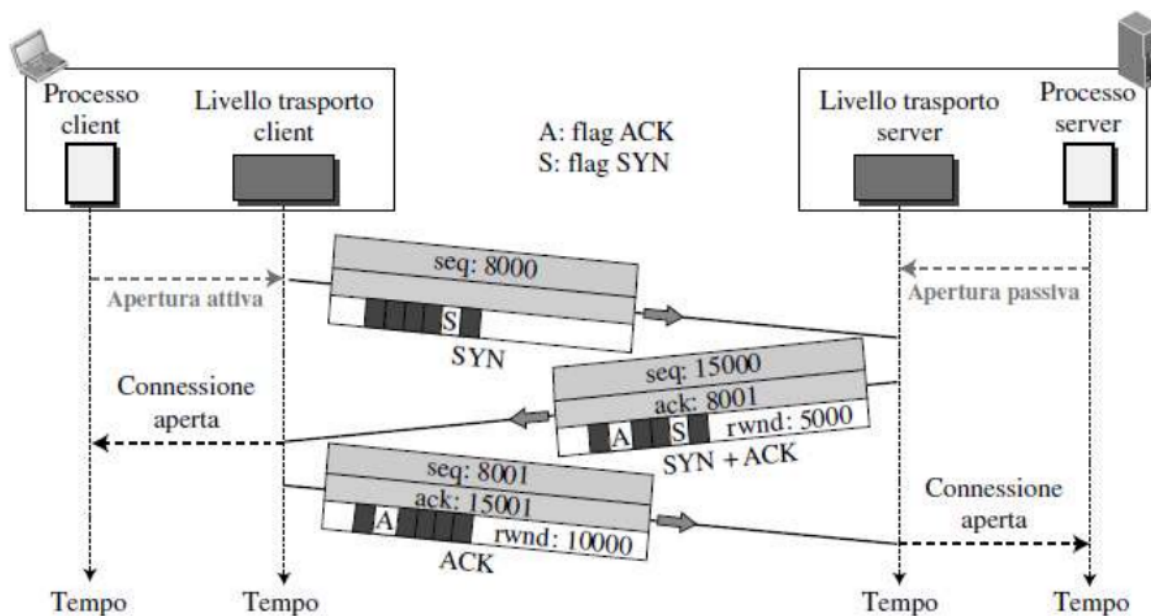 Processo
client
Livello trasporto
client
A: flag ACK
S: flag SYN
Livello trasporto
server
Processo
server
Apertura attiva
seq: 8000
S
SYN
Apertura passiva
seq: 15000
ack: 8001
A S rwnd: 5000
SYN + ACK
Connessione
aperta
seq: 8001
ack: 15001
A rwnd: 10000
ACK
Connessione
aperta
Tempo
Tempo
Tempo
Tempo